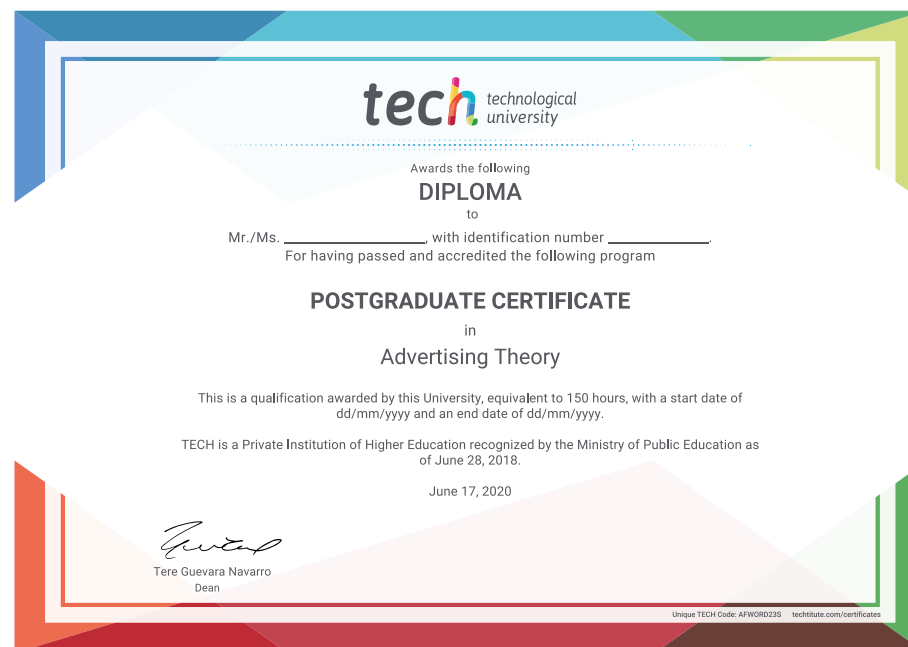 tech technological
university
Awards the following
DIPLOMA
to
Mr./Ms. ____________________, with identification number ______________.
For having passed and accredited the following program
POSTGRADUATE CERTIFICATE
in
Advertising Theory
This is a qualification awarded by this University, equivalent to 150 hours, with a start date of
dd/mm/yyyy and an end date of dd/mm/yyyy.
TECH is a Private Institution of Higher Education recognized by the Ministry of Public Education as
of June 28, 2018.
June 17, 2020
Tere Guevara Navarro
Dean
Unique TECH Code: AFWORD23S techtitute.com/certificates